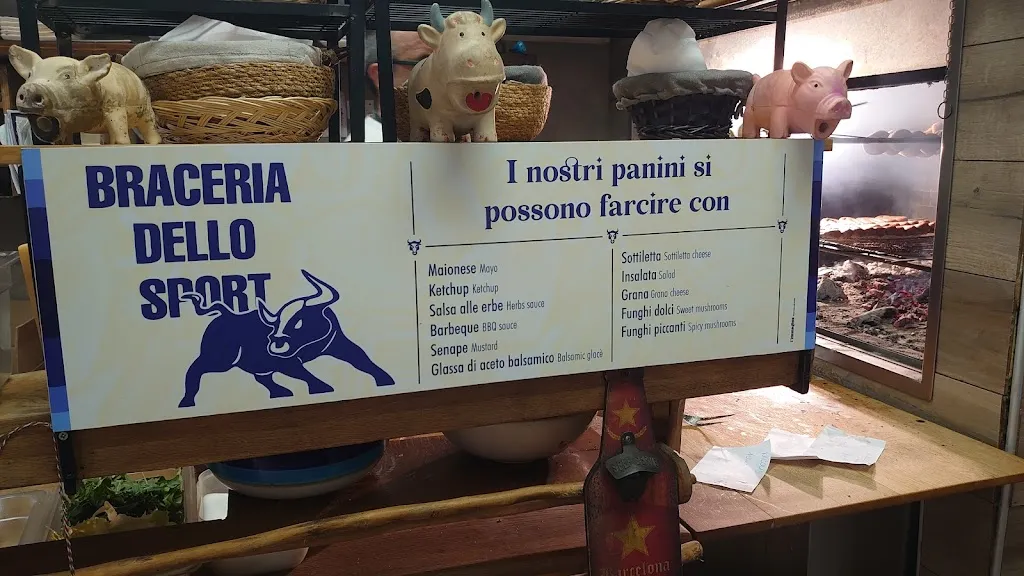 BRACERIA
DELLO
SPORT
I nostri panini si
possono farcire con
Maionese Mayo
Ketchup Ketchup
Salsa alle erbe Herbs sauce
Barbeque BBQ sauce
Senape Mustard
Glassa di aceto balsamico Balsamic glacè
Sottiletta Sottiletta cheese
Insalata Salad
Grana Grana cheese
Funghi dolci Sweet mushrooms
Funghi piccanti Spicy mushrooms
Barcelona